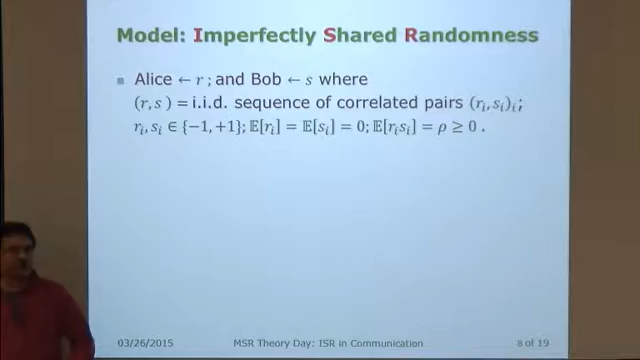 Model: Imperfectly Shared Randomness
Alice ← r ; and Bob ← s where
(r, s ) = i.i.d. sequence of correlated pairs (rᵢ, sᵢ)ᵢ;
rᵢ, sᵢ ∈ {−1, +1}; 𝔼[rᵢ] = 𝔼[sᵢ] = 0; 𝔼[rᵢsᵢ] = ρ ≥ 0 .
03/26/2015
MSR Theory Day: ISR in Communication
8 of 19